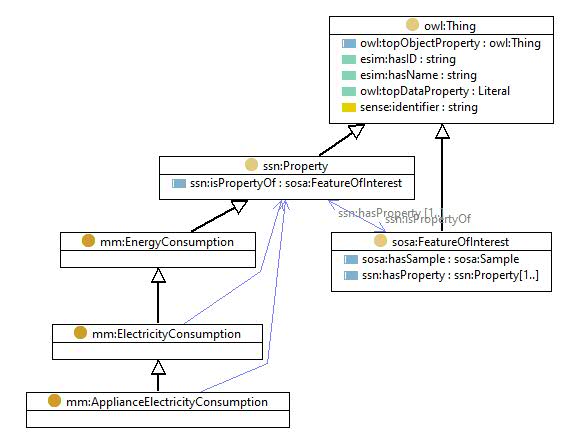 owl:Thing
owl:topObjectProperty : owl:Thing
esim:hasID : string
esim:hasName : string
owl:topDataProperty : Literal
sense:identifier : string
ssn:Property
ssn:isPropertyOf : sosa:FeatureOfInterest
ssn:hasProperty [1..]
ssn:isPropertyOf
mm:EnergyConsumption
sosa:FeatureOfInterest
sosa:hasSample : sosa:Sample
ssn:hasProperty : ssn:Property[1..]
mm:ElectricityConsumption
mm:ApplianceElectricityConsumption